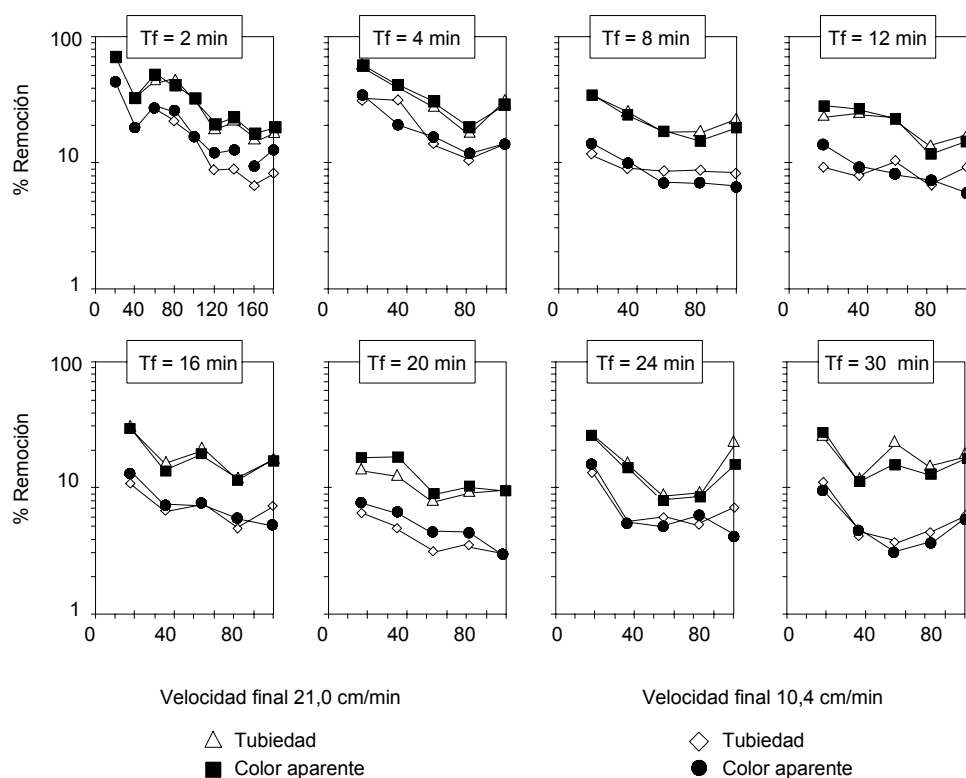 Tf = 2 min
Tf = 4 min
Tf = 8 min
Tf = 12 min
100
10
1
% Remoción
0 40 80 120 160
0 40 80
0 40 80
0 40 80
Tf = 16 min
Tf = 20 min
Tf = 24 min
Tf = 30 min
100
10
1
% Remoción
0 40 80
0 40 80
0 40 80
0 40 80
Velocidad final 21,0 cm/min
Velocidad final 10,4 cm/min
Tubiedad
Tubiedad
Color aparente
Color aparente